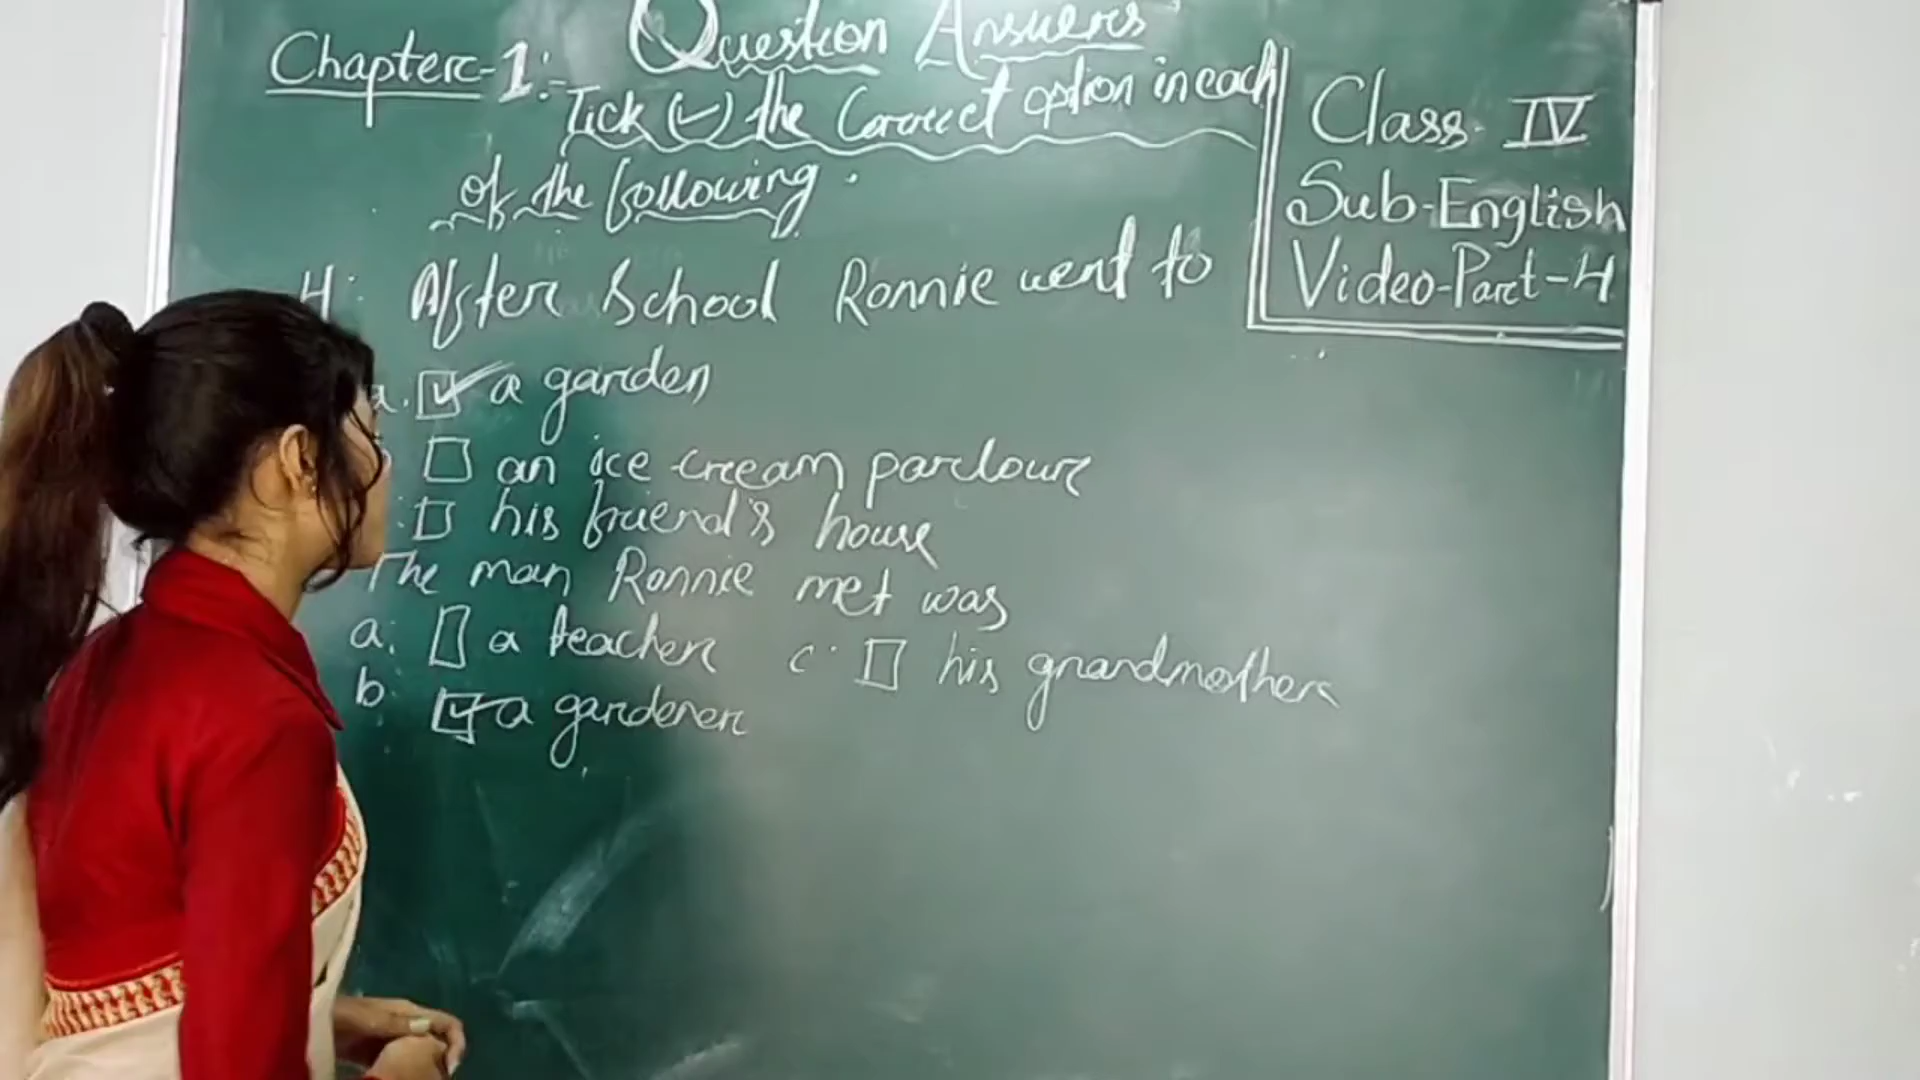 Chapter-1:-
Question Answers
Tick (✓) the Correct option in each
of the following.
Class-IV
Sub-English
Video-Part-4
4. After School Ronnie went to
a. ☑ a garden
☐ an ice-cream parlour
☐ his friend's house
The man Ronnie met was
a. ☐ a teacher c. ☐ his grandmother
b ☑ a gardener